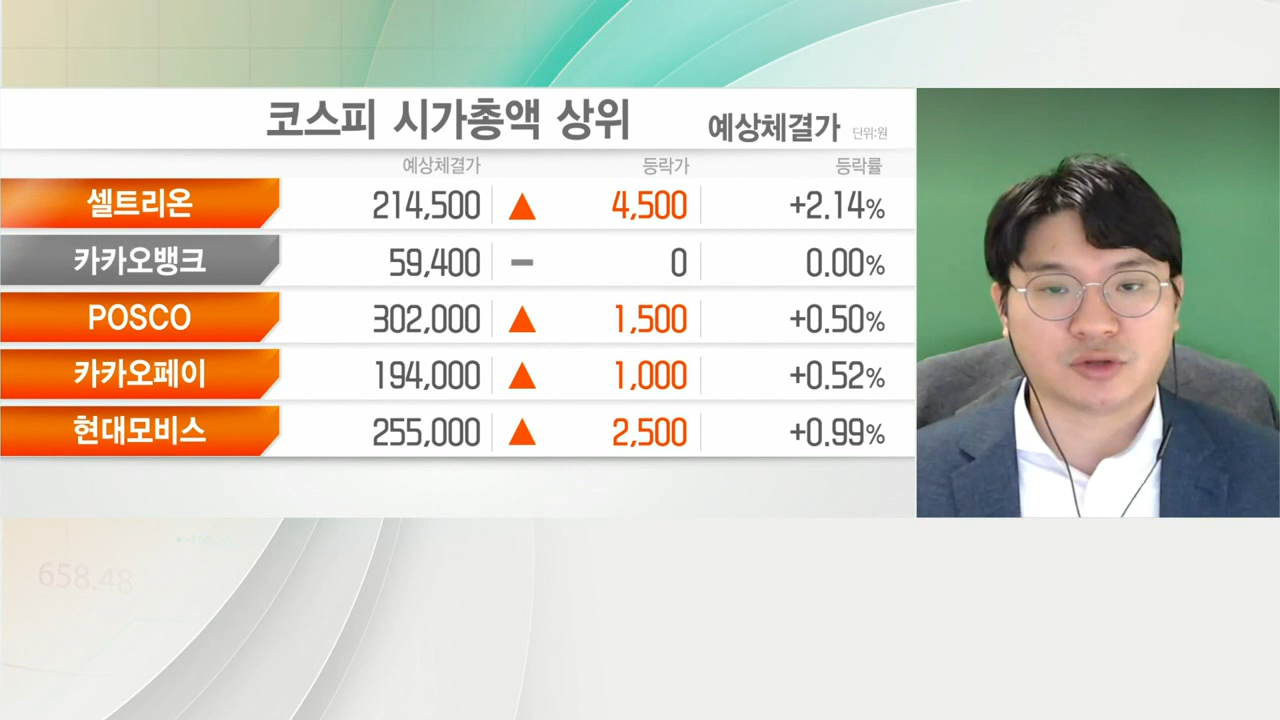 코스피 시가총액 상위 예상체결가 단위:원
예상체결가 등락가 등락률
셀트리온 214,500 ▲ 4,500 +2.14%
카카오뱅크 59,400 - 0 0.00%
POSCO 302,000 ▲ 1,500 +0.50%
카카오페이 194,000 ▲ 1,000 +0.52%
현대모비스 255,000 ▲ 2,500 +0.99%
658.48